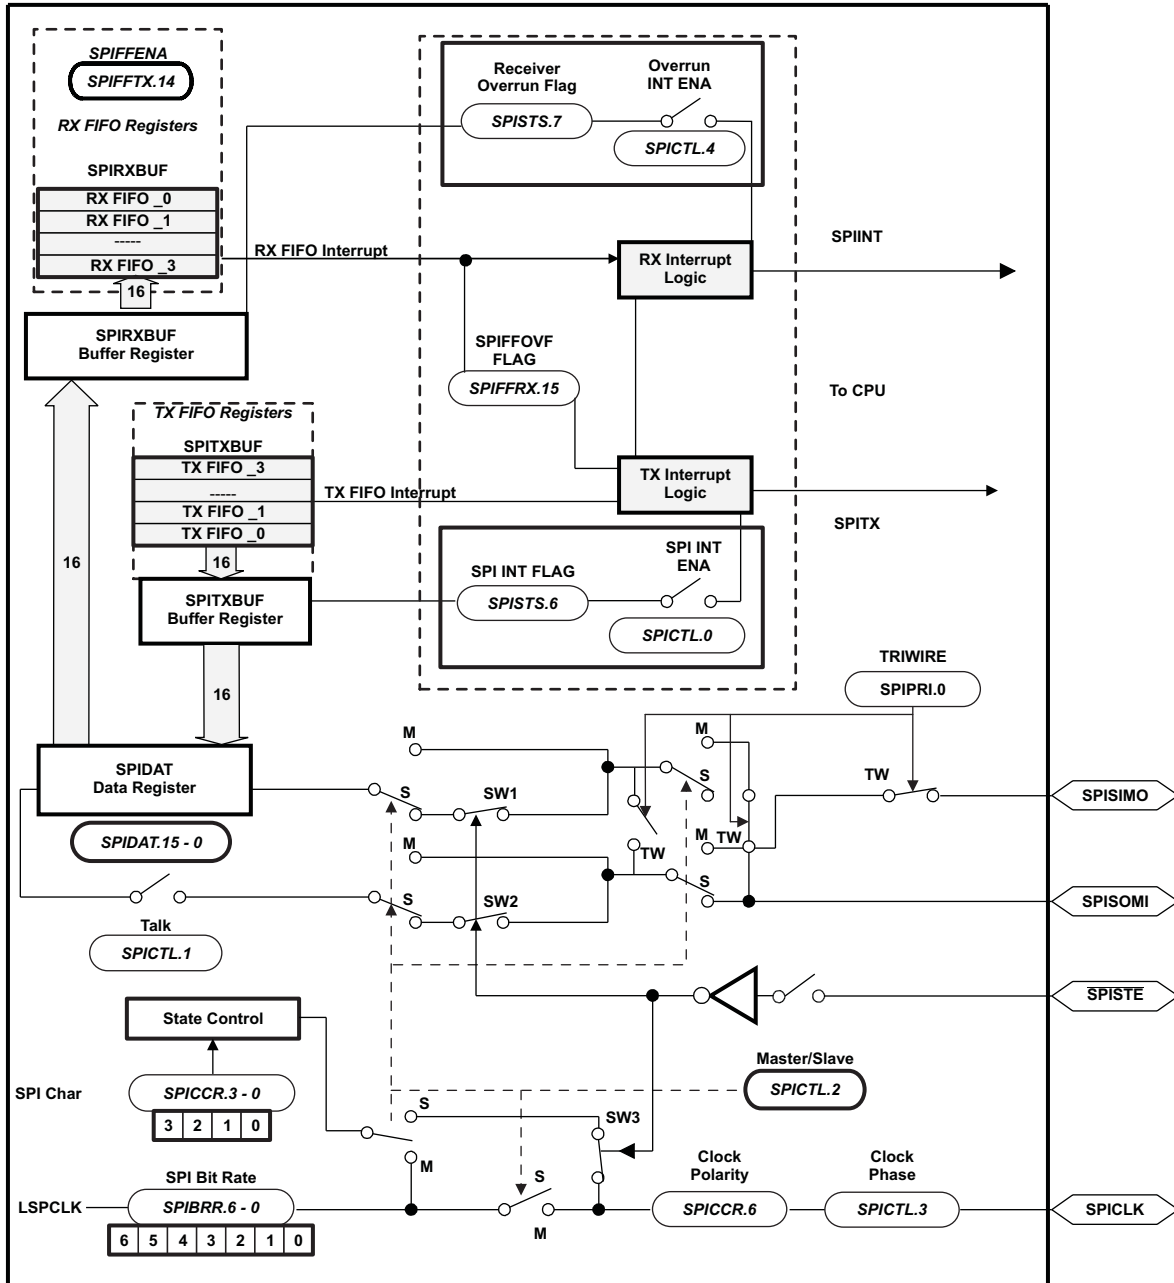 SPIFFENA
SPIFFTX.14
RX FIFO Registers
SPIRXBUF
RX FIFO _0
RX FIFO _1
-----
RX FIFO _3
16
SPIRXBUF
Buffer Register
Receiver
Overrun Flag
SPISTS.7
Overrun
INT ENA
SPICTL.4
RX FIFO Interrupt
RX Interrupt
Logic
SPIINT
SPIFFOVF
FLAG
SPIFFRX.15
To CPU
TX FIFO Registers
SPITXBUF
TX FIFO _3
-----
TX FIFO _1
TX FIFO _0
16
TX FIFO Interrupt
TX Interrupt
Logic
SPITX
16
SPITXBUF
Buffer Register
SPI INT FLAG
SPISTS.6
SPI INT
ENA
SPICTL.0
16
TRIWIRE
SPIPRI.0
SPIDAT
Data Register
SPIDAT.15 - 0
M
S
SW1
M
S
TW
SPISIMO
M
TW
TW
M
S
SW2
S
SPISOMI
Talk
SPICTL.1
SPISTE
State Control
Master/Slave
SPICTL.2
SPI Char
SPICCR.3 - 0
3 2 1 0
S
M
SW3
LSPCLK
SPI Bit Rate
SPIBRR.6 - 0
6 5 4 3 2 1 0
S
M
Clock
Polarity
SPICCR.6
Clock
Phase
SPICTL.3
SPICLK